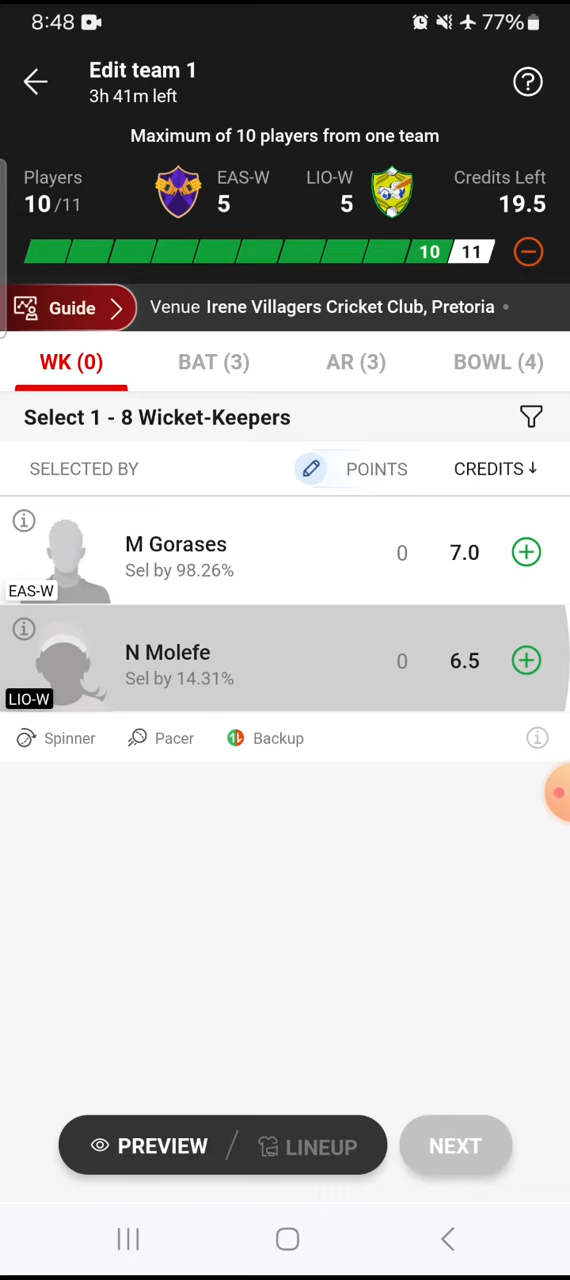 8:48 77%
Edit team 1
3h 41m left
Maximum of 10 players from one team
Players EAS-W LIO-W Credits Left
10/11 5 5 19.5
10 11
Guide Venue Irene Villagers Cricket Club, Pretoria
WK (0) BAT (3) AR (3) BOWL (4)
Select 1 - 8 Wicket-Keepers
SELECTED BY POINTS CREDITS↓
M Gorases 0 7.0
Sel by 98.26%
EAS-W
N Molefe 0 6.5
Sel by 14.31%
LIO-W
Spinner Pacer Backup
PREVIEW / LINEUP NEXT